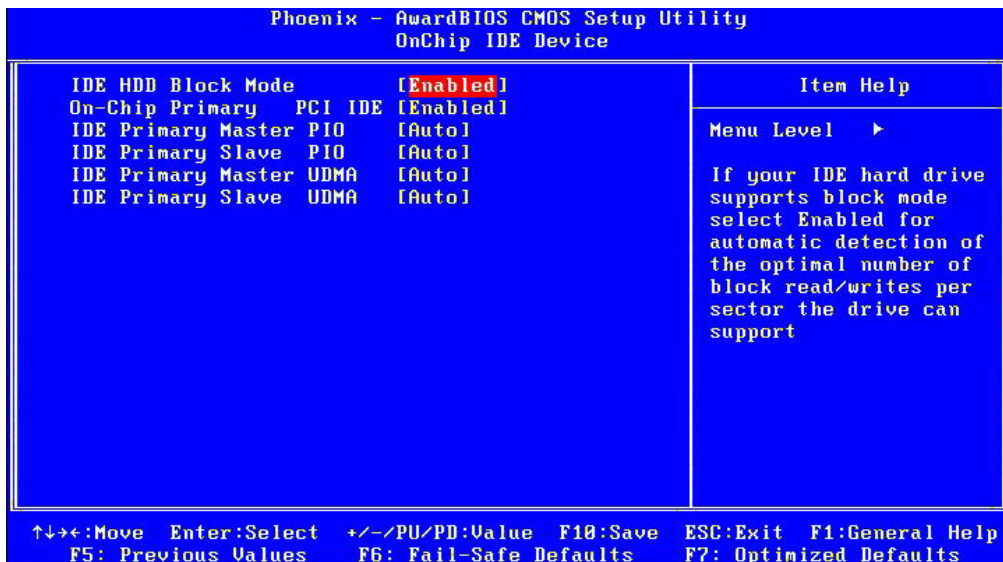 Phoenix - AwardBIOS CMOS Setup Utility
OnChip IDE Device
IDE HDD Block Mode [Enabled]
On-Chip Primary PCI IDE [Enabled]
IDE Primary Master PIO [Auto]
IDE Primary Slave PIO [Auto]
IDE Primary Master UDMA [Auto]
IDE Primary Slave UDMA [Auto]
Item Help
Menu Level ▶
If your IDE hard drive
supports block mode
select Enabled for
automatic detection of
the optimal number of
block read/writes per
sector the drive can
support
↑↓→←:Move Enter:Select +/-/PU/PD:Value F10:Save ESC:Exit F1:General Help
F5: Previous Values F6: Fail-Safe Defaults F7: Optimized Defaults